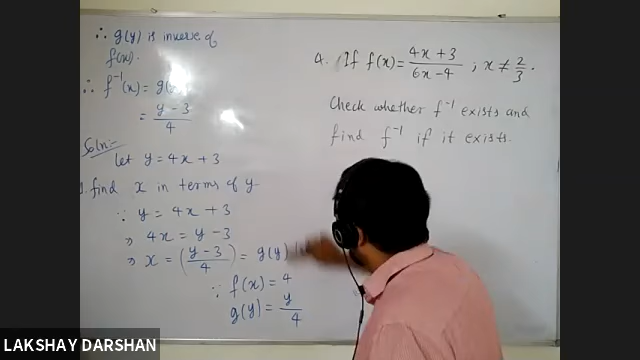 ∴ g(y) is inverse of
f(x).
∴ f⁻¹(x) =
= y - 3 / 4
Soln:-
let y = 4x + 3
find x in terms of y
∵ y = 4x + 3
⇒ 4x = y - 3
⇒ x = (y - 3 / 4) = g(y)
∵ f(x) = 4
g(y) = y / 4
4. If f(x) = 4x + 3 / 6x - 4 ; x ≠ 2/3.
Check whether f⁻¹ exists and
find f⁻¹ if it exists.
LAKSHAY DARSHAN